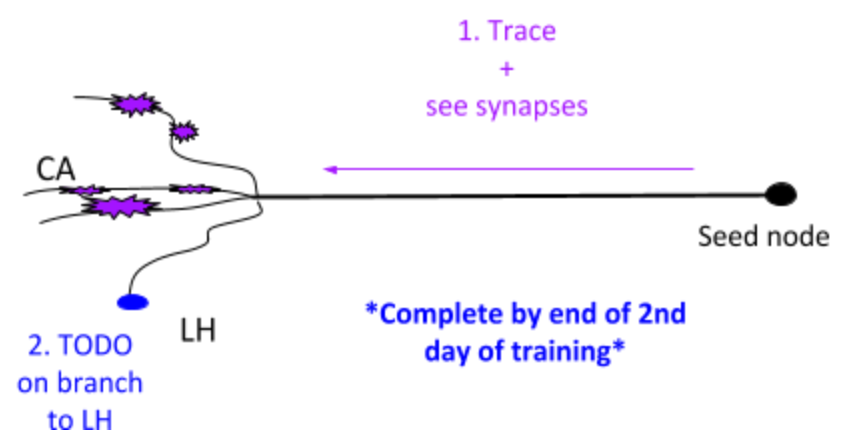 1. Trace
+
see synapses
CA
Seed node
*Complete by end of 2nd
day of training*
LH
2. TODO
on branch
to LH